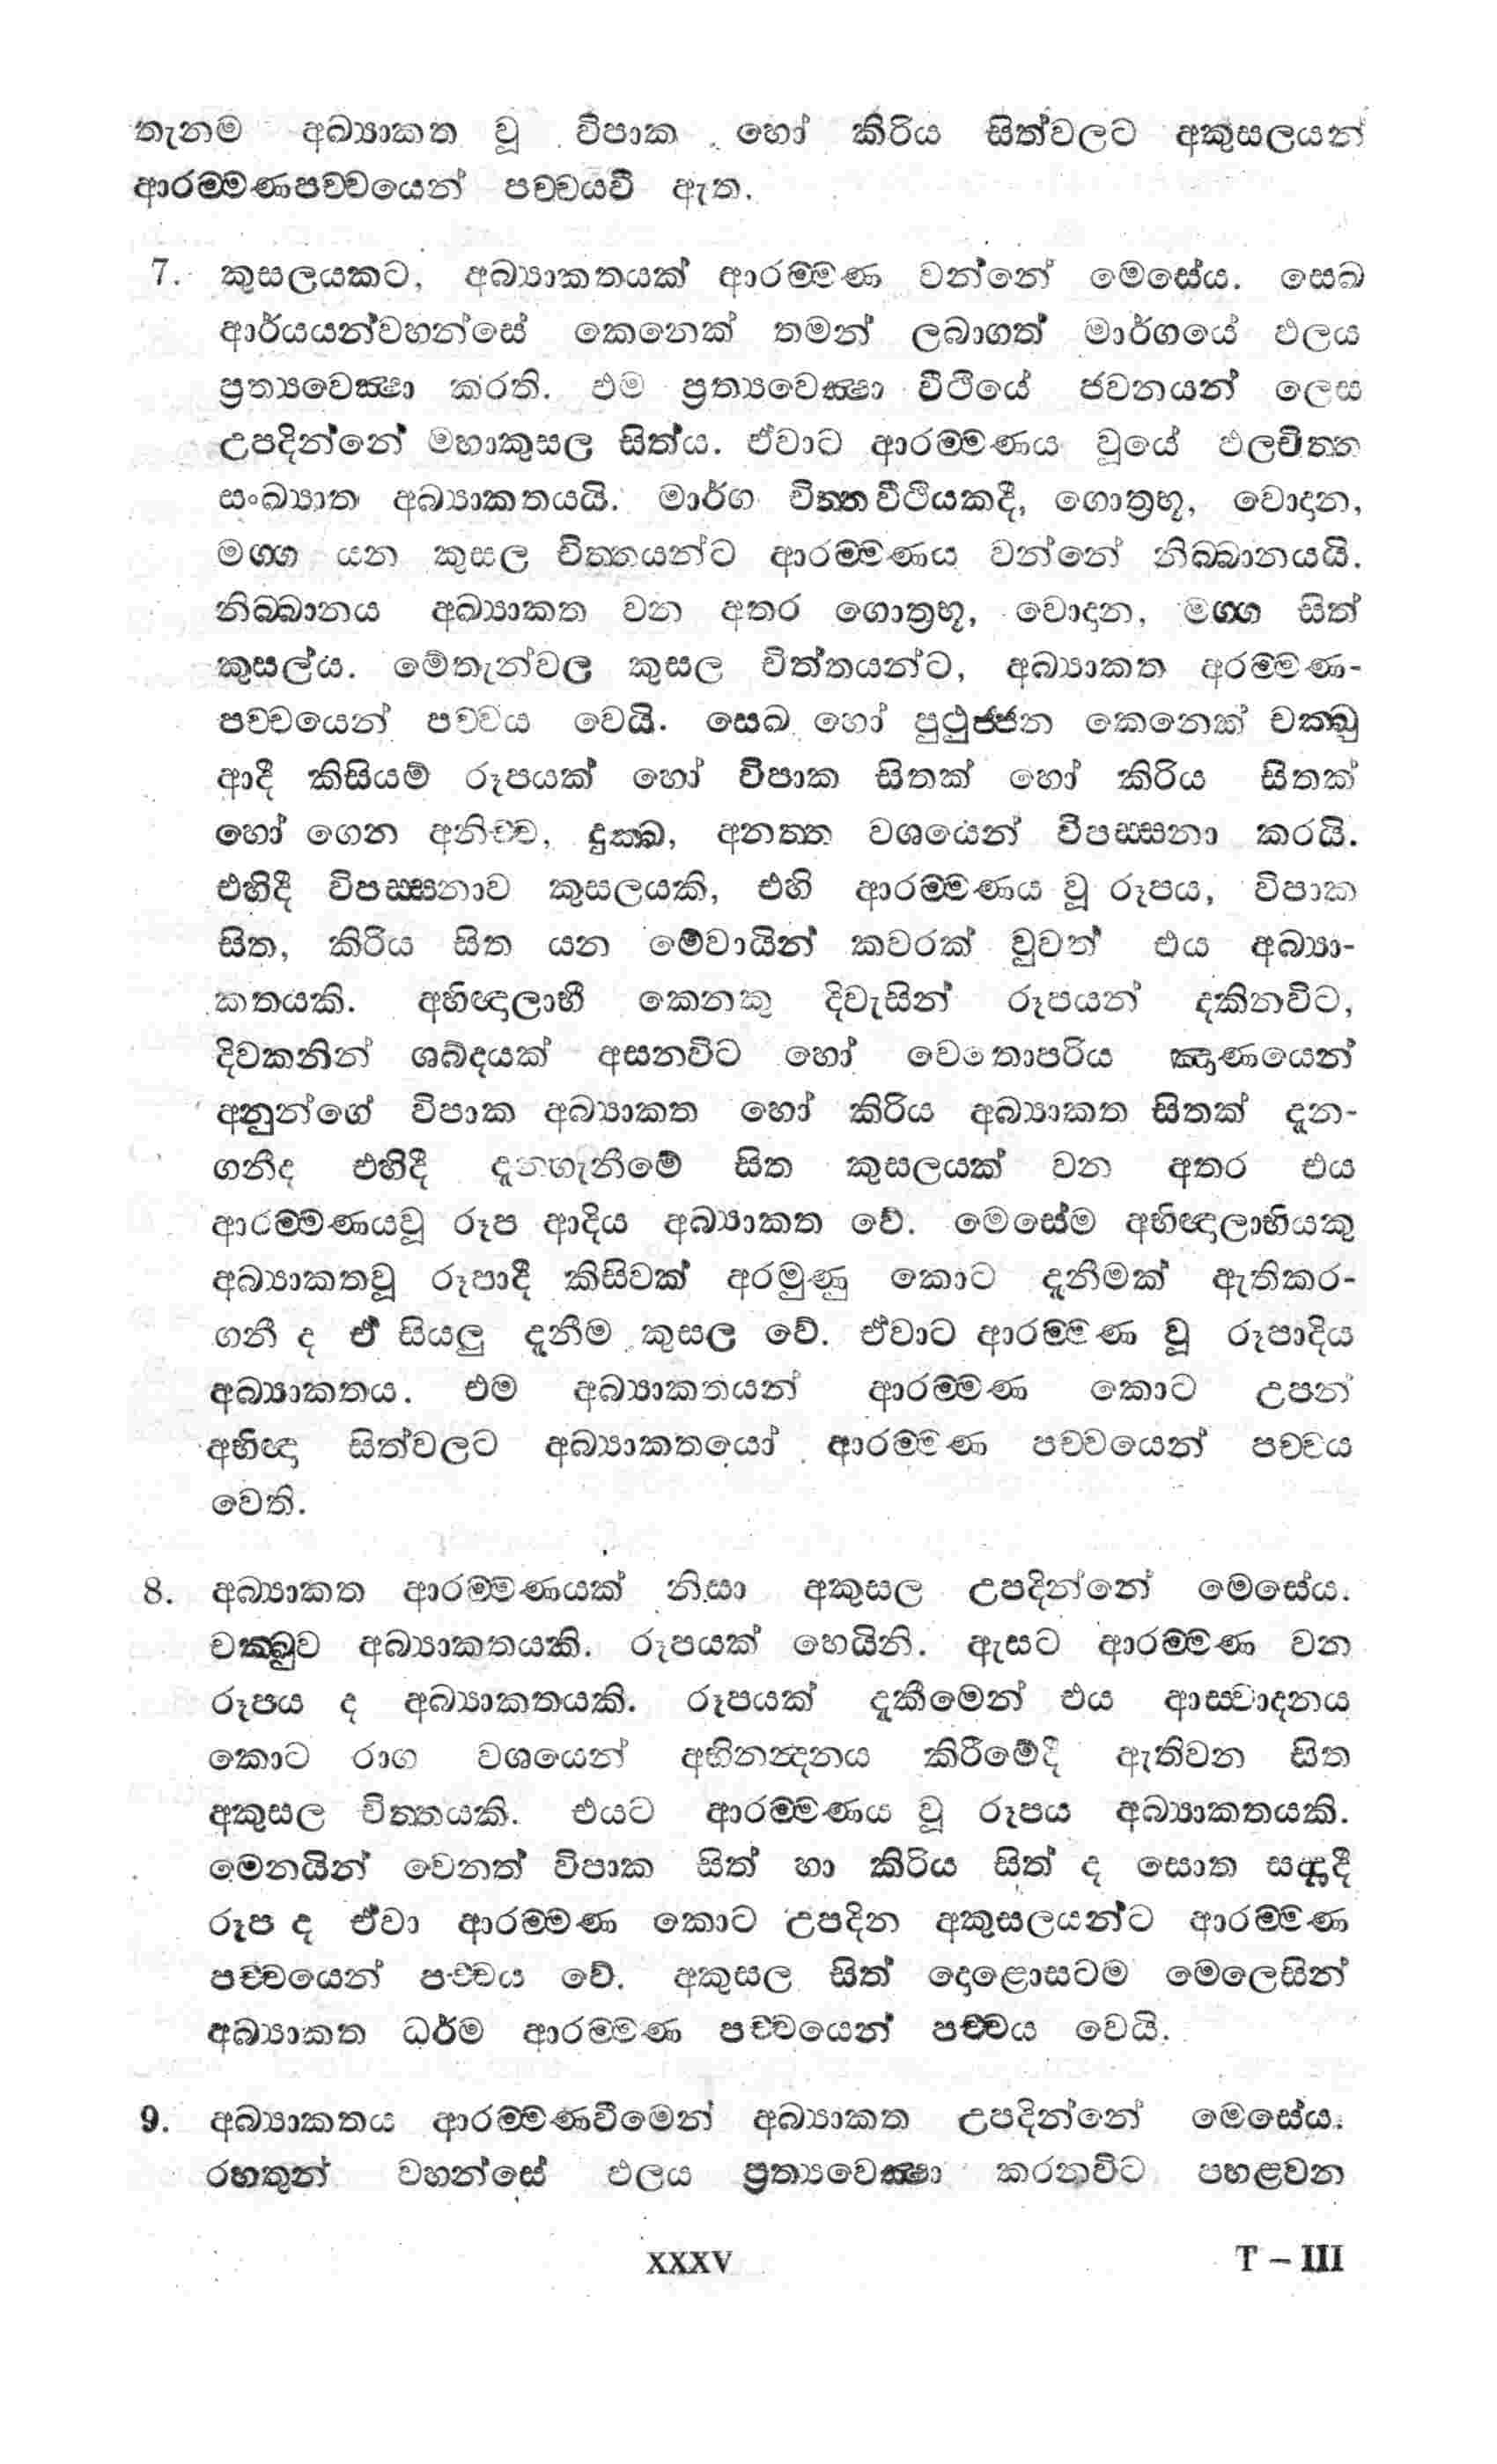 තැනම අබ්‍යාකත වූ විපාක හෝ කිරිය සිත්වලට අකුසලයන්
ආරම්මණපච්චයෙන් පච්චයවී ඇත.
7. කුසලයකට, අබ්‍යාකතයක් ආරම්මණ වන්නේ මෙසේය. සෙඛ
ආර්යයන්වහන්සේ කෙනෙක් තමන් ලබාගත් මාර්ගයේ ඵලය
ප්‍රත්‍යවෙක්‍ෂා කරති. එම ප්‍රත්‍යවෙක්‍ෂා වීථියේ ජවනයන් ලෙස
උපදින්නේ මහාකුසල සිත්ය. ඒවාට ආරම්මණය වූයේ ඵලචිත්ත
සංඛ්‍යාත අබ්‍යාකතයයි. මාර්ග චිත්තවීථියකදී, ගොත්‍රභූ, වොදාන,
මග්ග යන කුසල චිත්තයන්ට ආරම්මණය වන්නේ නිබ්බානයයි.
නිබ්බානය අබ්‍යාකත වන අතර ගොත්‍රභූ, වොදාන, මග්ග සිත්
කුසල්ය. මේතැන්වල කුසල චිත්තයන්ට, අබ්‍යාකත අරම්මණ-
පච්චයෙන් පච්චය වෙයි. සෙඛ හෝ පුථුජ්ජන කෙනෙක් චක්ඛු
ආදී කිසියම් රූපයක් හෝ විපාක සිතක් හෝ කිරිය සිතක්
හෝ ගෙන අනිච්ච, දුක්ඛ, අනත්ත වශයෙන් විපස්සනා කරයි.
එහිදී විපස්සනාව කුසලයකි, එහි ආරම්මණය වූ රූපය, විපාක
සිත, කිරිය සිත යන මේවායින් කවරක් වුවත් එය අබ්‍යා-
කතයකි. අභිඥාලාභී කෙනකු දිවැසින් රූපයන් දකිනවිට,
දිවකනින් ශබ්දයක් අසනවිට හෝ චෙතොපරිය ඤාණයෙන්
අනුන්ගේ විපාක අබ්‍යාකත හෝ කිරිය අබ්‍යාකත සිතක් දැන-
ගනීද එහිදී දැනගැනීමේ සිත කුසලයක් වන අතර එය
ආරම්මණයවූ රූප ආදිය අබ්‍යාකත වේ. මෙසේම අභිඥාලාභියකු
අබ්‍යාකතවූ රූපාදී කිසිවක් අරමුණු කොට දැනීමක් ඇතිකර-
ගනී ද ඒ සියලු දැනීම කුසල වේ. ඒවාට ආරම්මණ වූ රූපාදිය
අබ්‍යාකතය. එම අබ්‍යාකතයන් ආරම්මණ කොට උපන්
අභිඥා සිත්වලට අබ්‍යාකතයෝ ආරම්මණ පච්චයෙන් පච්චය
වෙති.
8. අබ්‍යාකත ආරම්මණයක් නිසා අකුසල උපදින්නේ මෙසේය.
චක්ඛුව අබ්‍යාකතයකි. රූපයක් හෙයිනි. ඇසට ආරම්මණ වන
රූපය ද අබ්‍යාකතයකි. රූපයක් දැකීමෙන් එය ආස්වාදනය
කොට රාග වශයෙන් අභිනන්‍දනය කිරීමේදී ඇතිවන සිත
අකුසල චිත්තයකි. එයට ආරම්මණය වූ රූපය අබ්‍යාකතයකි.
මෙනයින් වෙනත් විපාක සිත් හා කිරිය සිත් ද සොත සද්දාදී
රූප ද ඒවා ආරම්මණ කොට උපදින අකුසලයන්ට ආරම්මණ
පච්චයෙන් පච්චය වේ. අකුසල සිත් දොළොසටම මෙලෙසින්
අබ්‍යාකත ධර්ම ආරම්මණ පච්චයෙන් පච්චය වෙයි.
9. අබ්‍යාකතය ආරම්මණවීමෙන් අබ්‍යාකත උපදින්නේ මෙසේය.
රහතුන් වහන්සේ ඵලය ප්‍රත්‍යවෙක්‍ෂා කරනවිට පහළවන
XXXV T – III